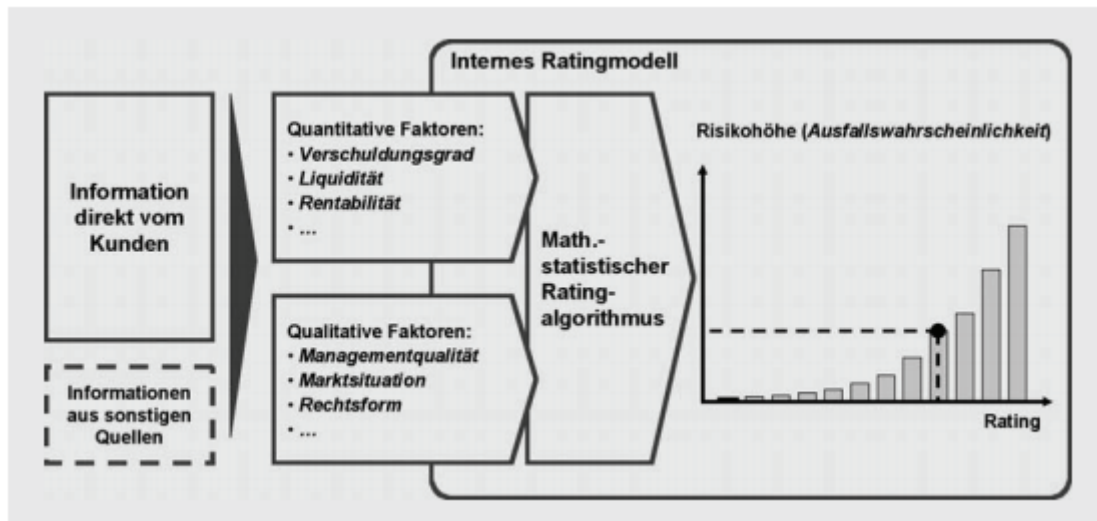 Internes Ratingmodell
Information
direkt vom
Kunden
Informationen
aus sonstigen
Quellen
Quantitative Faktoren:
• Verschuldungsgrad
• Liquidität
• Rentabilität
• ...
Qualitative Faktoren:
• Managementqualität
• Marktsituation
• Rechtsform
• ...
Math.-
statistischer
Rating-
algorithmus
Risikohöhe (Ausfallswahrscheinlichkeit)
Rating